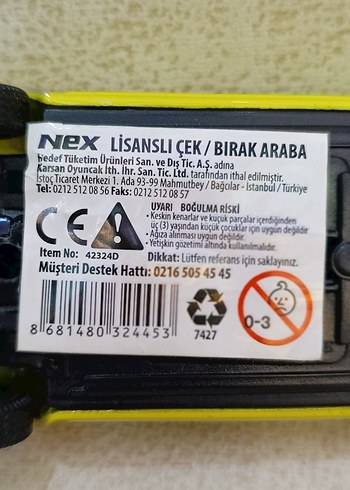 NEX LİSANSLI ÇEK / BIRAK ARABA
Hedef Tüketim Ürünleri San. ve Dış Tic. A.Ş. adına
Karsan Oyuncak İth. İhr. San. Tic. Ltd. tarafından ithal edilmiştir.
İstoç Ticaret Merkezi 1. Ada 93-99 Mahmutbey / Bağcılar - İstanbul / Türkiye
Tel: 0212 512 08 56 Faks: 0212 512 08 57
CE
UYARI BOĞULMA RİSKİ
• Keskin kenarlar ve küçük parçalar içerdiğinden
üç (3) yaşından küçük çocuklar için uygun değildir
• Ağıza alınması uygun değildir.
• Yetişkin gözetimi altında kullanılmalıdır.
Item No: 42324D
Dikkat: Lütfen referans için saklayınız.
Müşteri Destek Hattı: 0216 505 45 45
8 681480 324453
7427
0-3